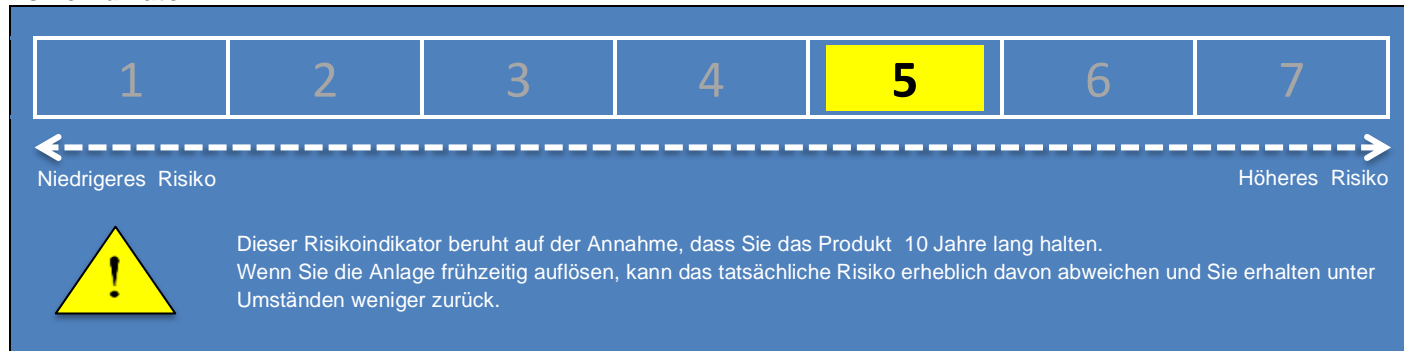 1 2 3 4 5 6 7
Niedrigeres Risiko Höheres Risiko
Dieser Risikoindikator beruht auf der Annahme, dass Sie das Produkt 10 Jahre lang halten.
Wenn Sie die Anlage frühzeitig auflösen, kann das tatsächliche Risiko erheblich davon abweichen und Sie erhalten unter
Umständen weniger zurück.